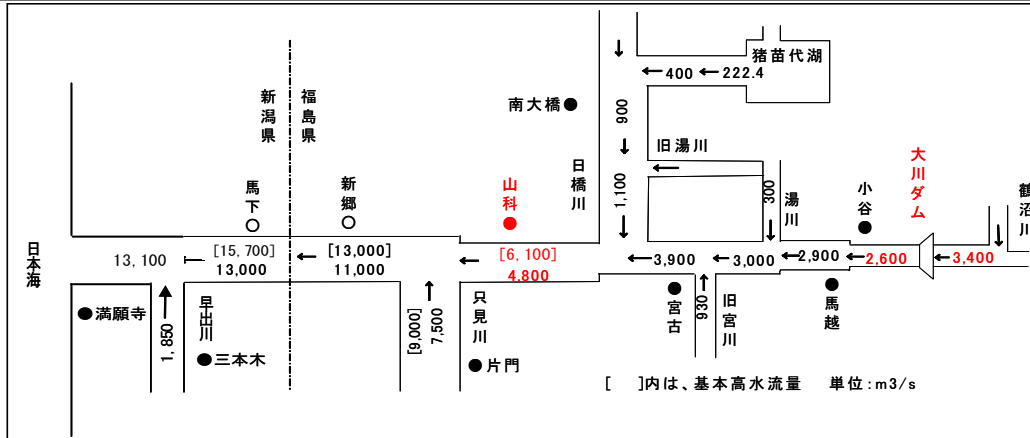 猪苗代湖
400
222.4
新潟県
福島県
南大橋
900
旧湯川
大川ダム
馬下
新郷
山科
日橋川
1,100
300
湯川
小谷
鶴沼川
日本海
13,100
[15,700]
13,000
[13,000]
11,000
[6,100]
4,800
3,900
3,000
2,900
2,600
3,400
満願寺
1,850
早出川
三本木
[9,000]
7,500
只見川
片門
宮古
930
旧宮川
馬越
[ ]内は、基本高水流量 単位:m3/s